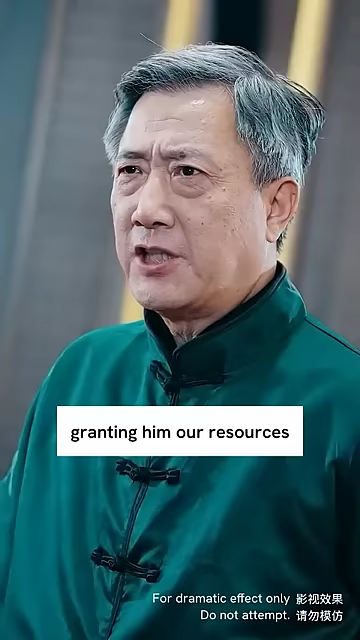 granting him our resources
For dramatic effect only 影视效果
Do not attempt. 请勿模仿